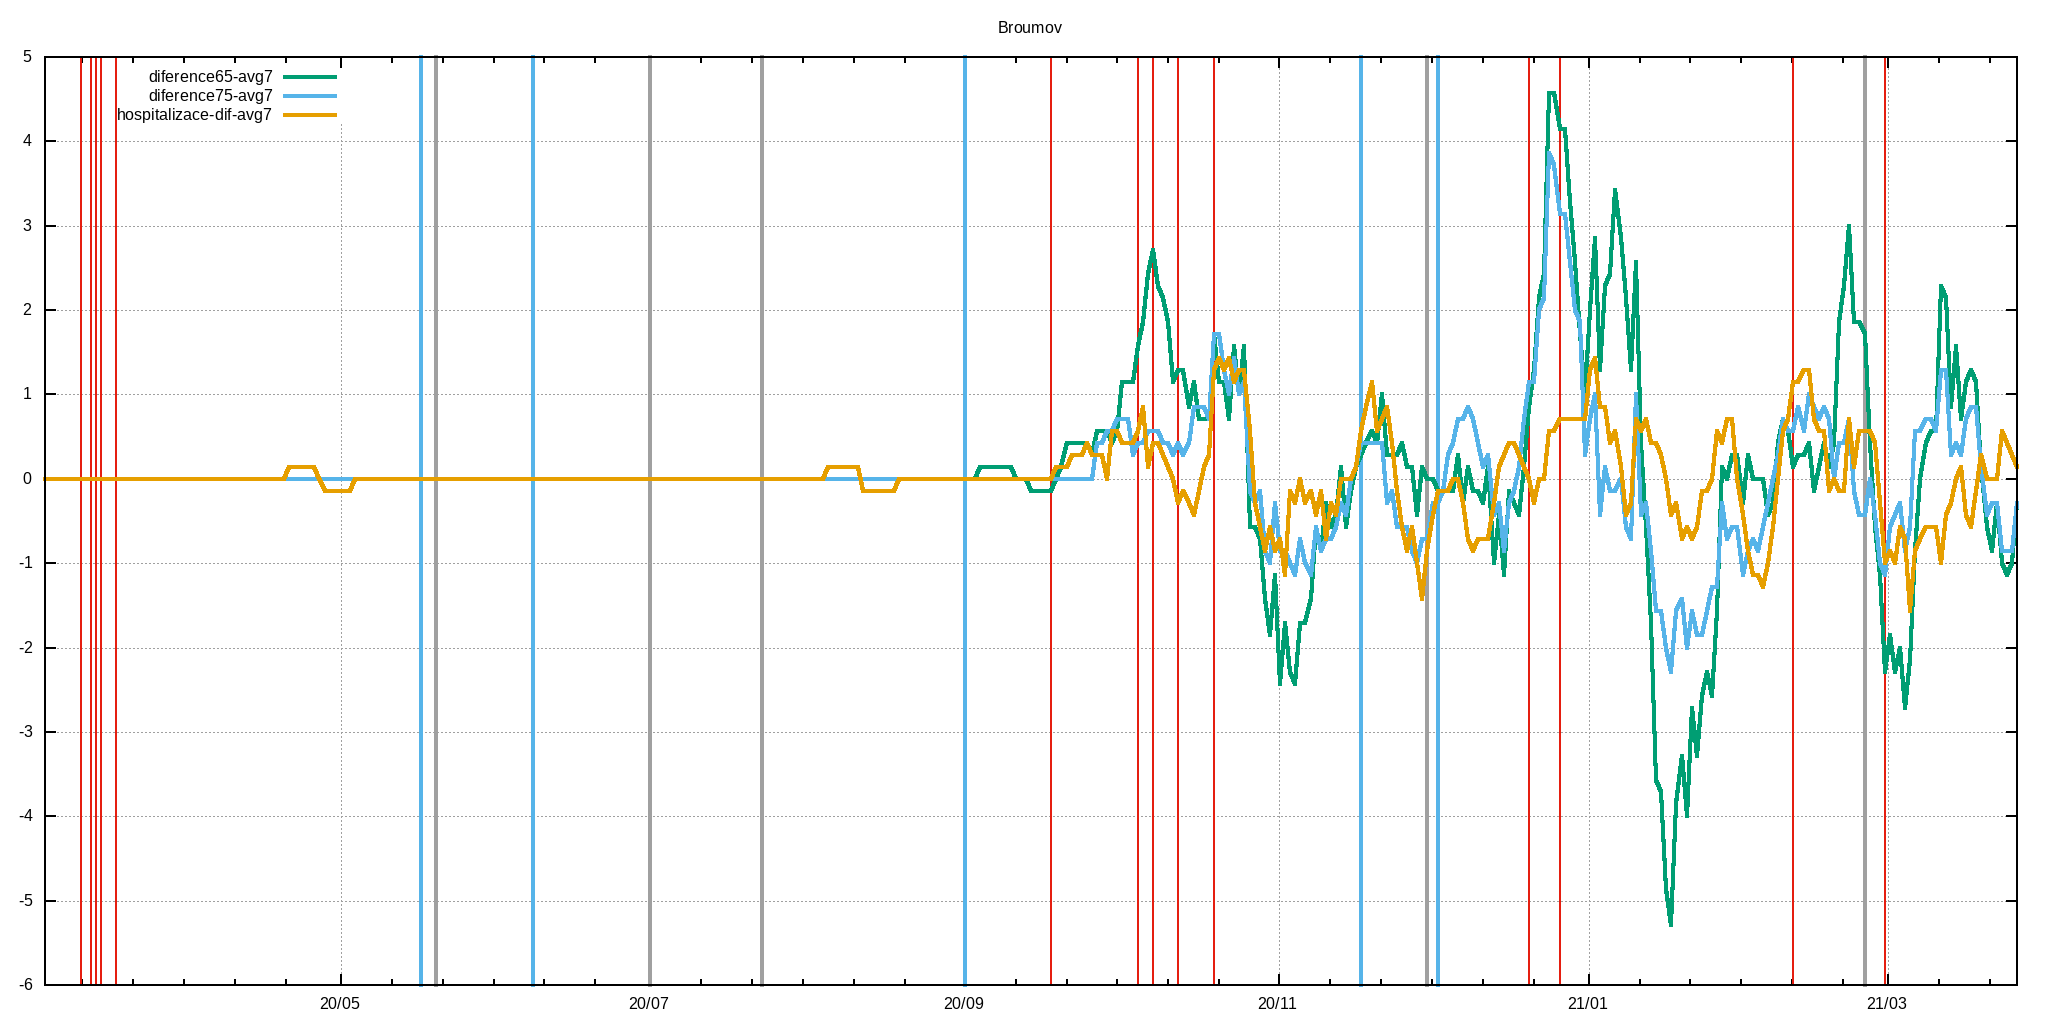 Broumov
diference65-avg7
diference75-avg7
hospitalizace-dif-avg7
5
4
3
2
1
0
-1
-2
-3
-4
-5
-6
20/05 20/07 20/09 20/11 21/01 21/03